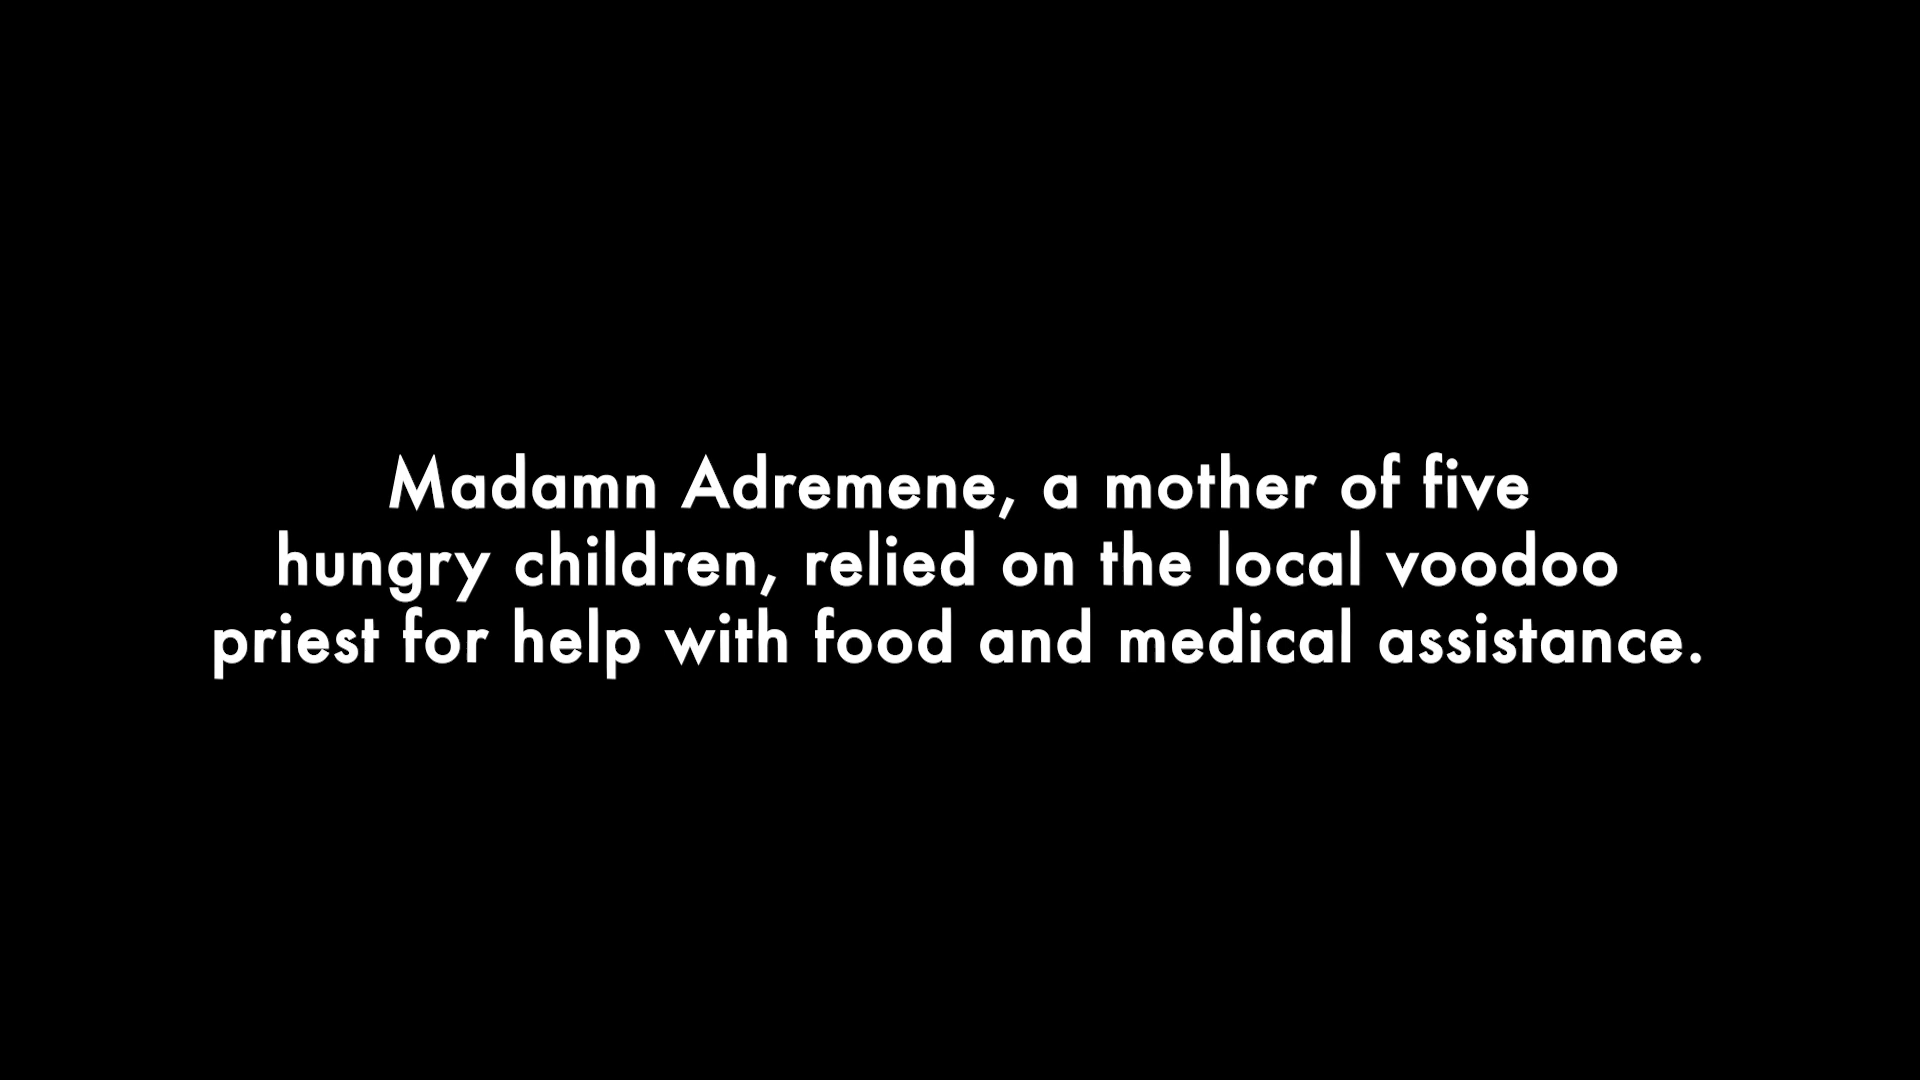 Madamn Adremene, a mother of five
hungry children, relied on the local voodoo
priest for help with food and medical assistance.